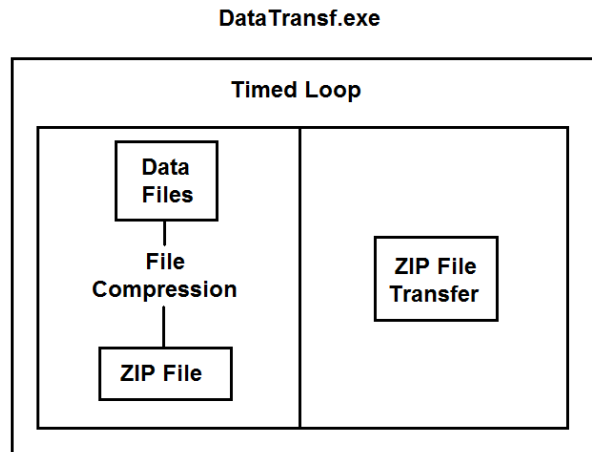 DataTransf.exe
Timed Loop
Data
Files
File
Compression
ZIP File
ZIP File
Transfer